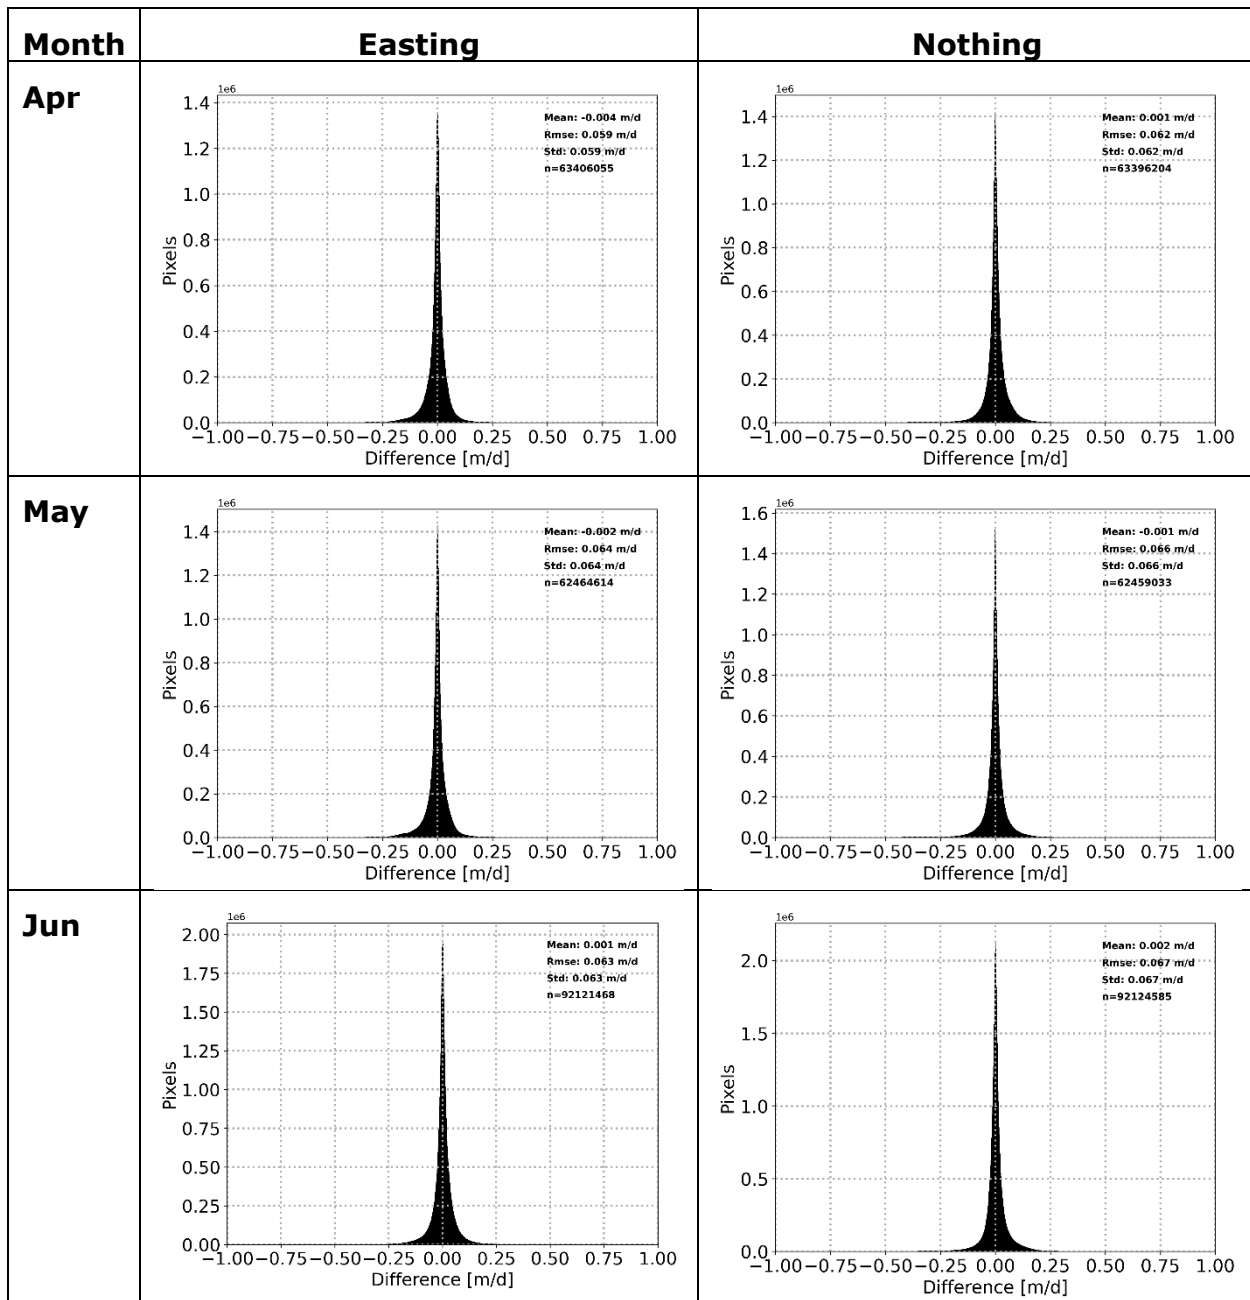 Month Easting Nothing
Apr
1e6
Mean: -0.004 m/d
Rmse: 0.059 m/d
Std: 0.059 m/d
n=63406055
1.4
1.2
1.0
0.8
0.6
0.4
0.2
0.0
Pixels
−1.00 −0.75 −0.50 −0.25 0.00 0.25 0.50 0.75 1.00
Difference [m/d]
1e6
Mean: 0.001 m/d
Rmse: 0.062 m/d
Std: 0.062 m/d
n=63396204
1.4
1.2
1.0
0.8
0.6
0.4
0.2
0.0
Pixels
−1.00 −0.75 −0.50 −0.25 0.00 0.25 0.50 0.75 1.00
Difference [m/d]
May
1e6
Mean: -0.002 m/d
Rmse: 0.064 m/d
Std: 0.064 m/d
n=62464614
1.4
1.2
1.0
0.8
0.6
0.4
0.2
0.0
Pixels
−1.00 −0.75 −0.50 −0.25 0.00 0.25 0.50 0.75 1.00
Difference [m/d]
1e6
Mean: -0.001 m/d
Rmse: 0.066 m/d
Std: 0.066 m/d
n=62459033
1.6
1.4
1.2
1.0
0.8
0.6
0.4
0.2
0.0
Pixels
−1.00 −0.75 −0.50 −0.25 0.00 0.25 0.50 0.75 1.00
Difference [m/d]
Jun
1e6
Mean: 0.001 m/d
Rmse: 0.063 m/d
Std: 0.063 m/d
n=92121468
2.00
1.75
1.50
1.25
1.00
0.75
0.50
0.25
0.00
Pixels
−1.00 −0.75 −0.50 −0.25 0.00 0.25 0.50 0.75 1.00
Difference [m/d]
1e6
Mean: 0.002 m/d
Rmse: 0.067 m/d
Std: 0.067 m/d
n=92124585
2.0
1.5
1.0
0.5
0.0
Pixels
−1.00 −0.75 −0.50 −0.25 0.00 0.25 0.50 0.75 1.00
Difference [m/d]